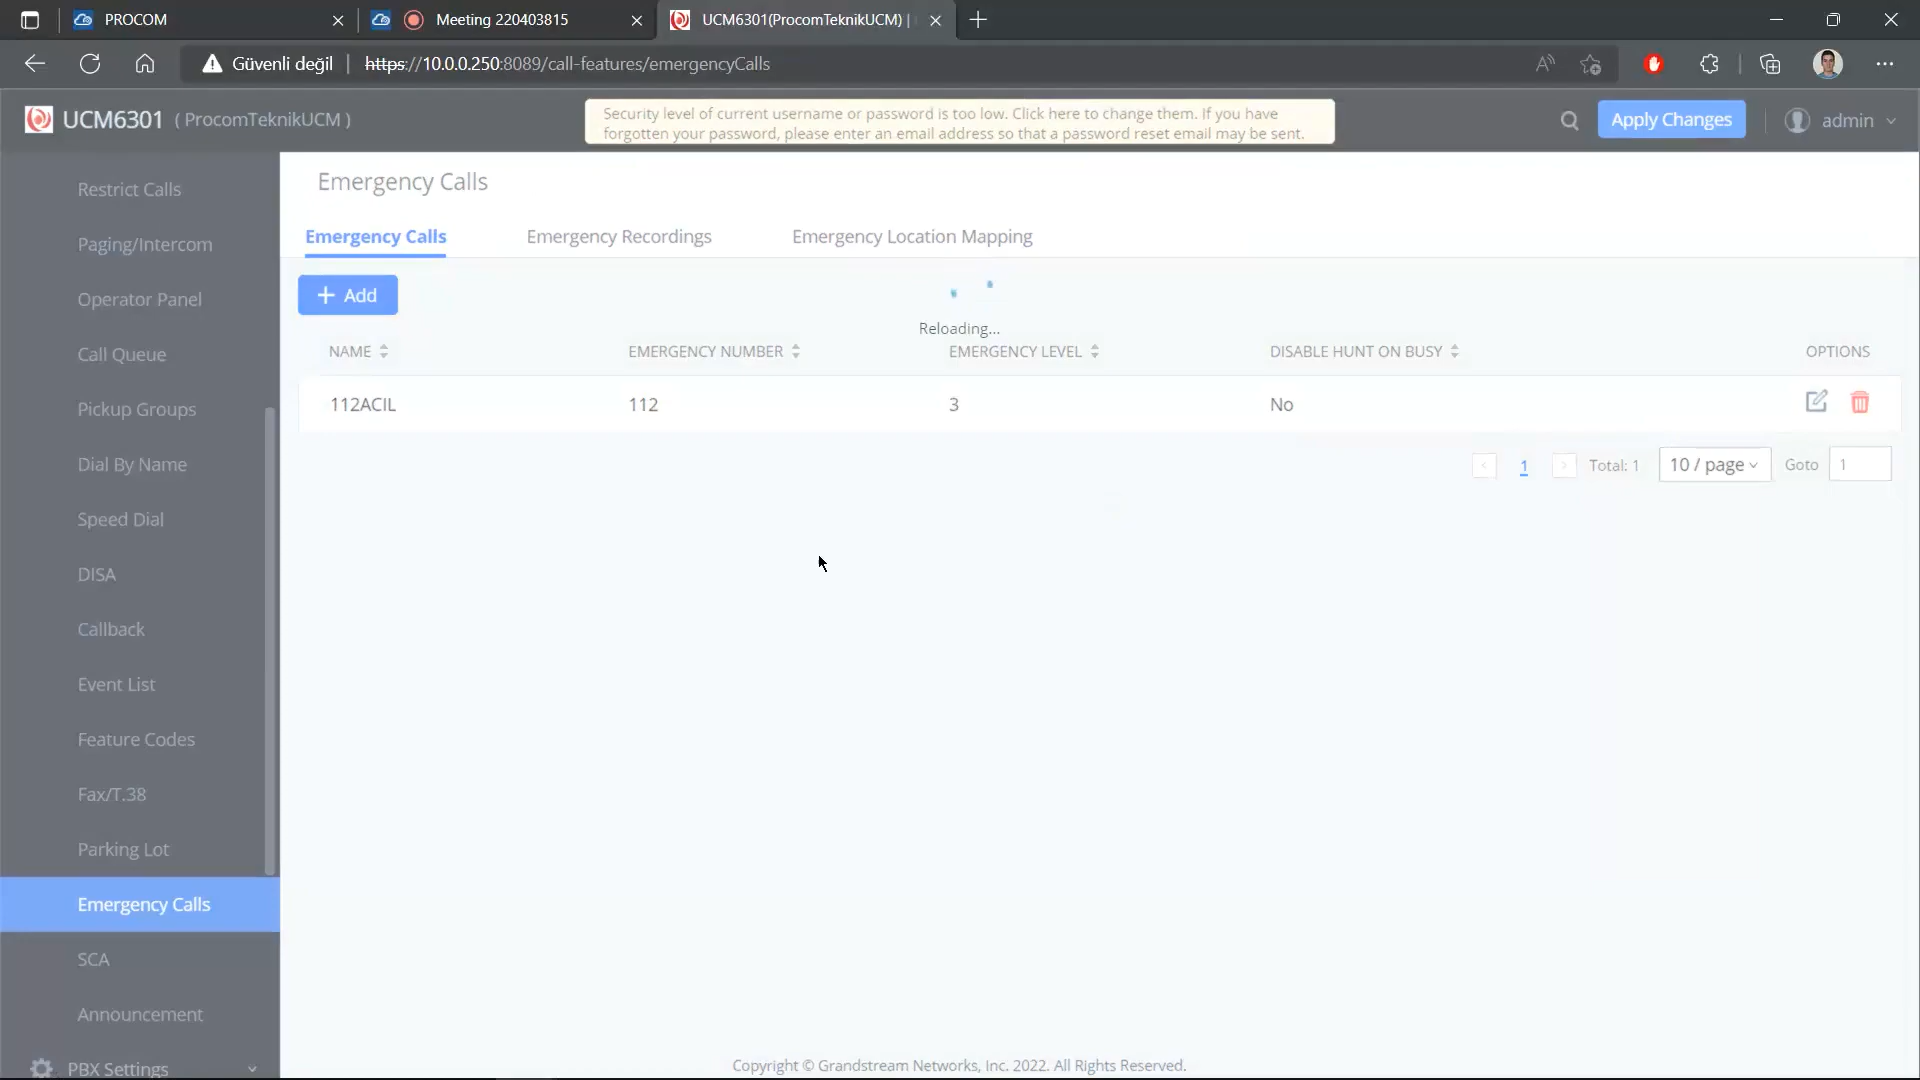 PROCOM
Meeting 220403815
UCM6301(ProcomTeknikUCM) |
Güvenli değil
https://10.0.0.250:8089/call-features/emergencyCalls
UCM6301 ( ProcomTeknikUCM )
Security level of current username or password is too low. Click here to change them. If you have
forgotten your password, please enter an email address so that a password reset email may be sent.
Apply Changes
admin
Restrict Calls
Paging/Intercom
Operator Panel
Call Queue
Pickup Groups
Dial By Name
Speed Dial
DISA
Callback
Event List
Feature Codes
Fax/T.38
Parking Lot
Emergency Calls
SCA
Announcement
PBX Settings
Emergency Calls
Emergency Calls Emergency Recordings Emergency Location Mapping
+ Add
Reloading...
NAME EMERGENCY NUMBER EMERGENCY LEVEL DISABLE HUNT ON BUSY OPTIONS
112ACIL 112 3 No
< 1 > Total: 1 10 / page Goto 1
Copyright © Grandstream Networks, Inc. 2022. All Rights Reserved.